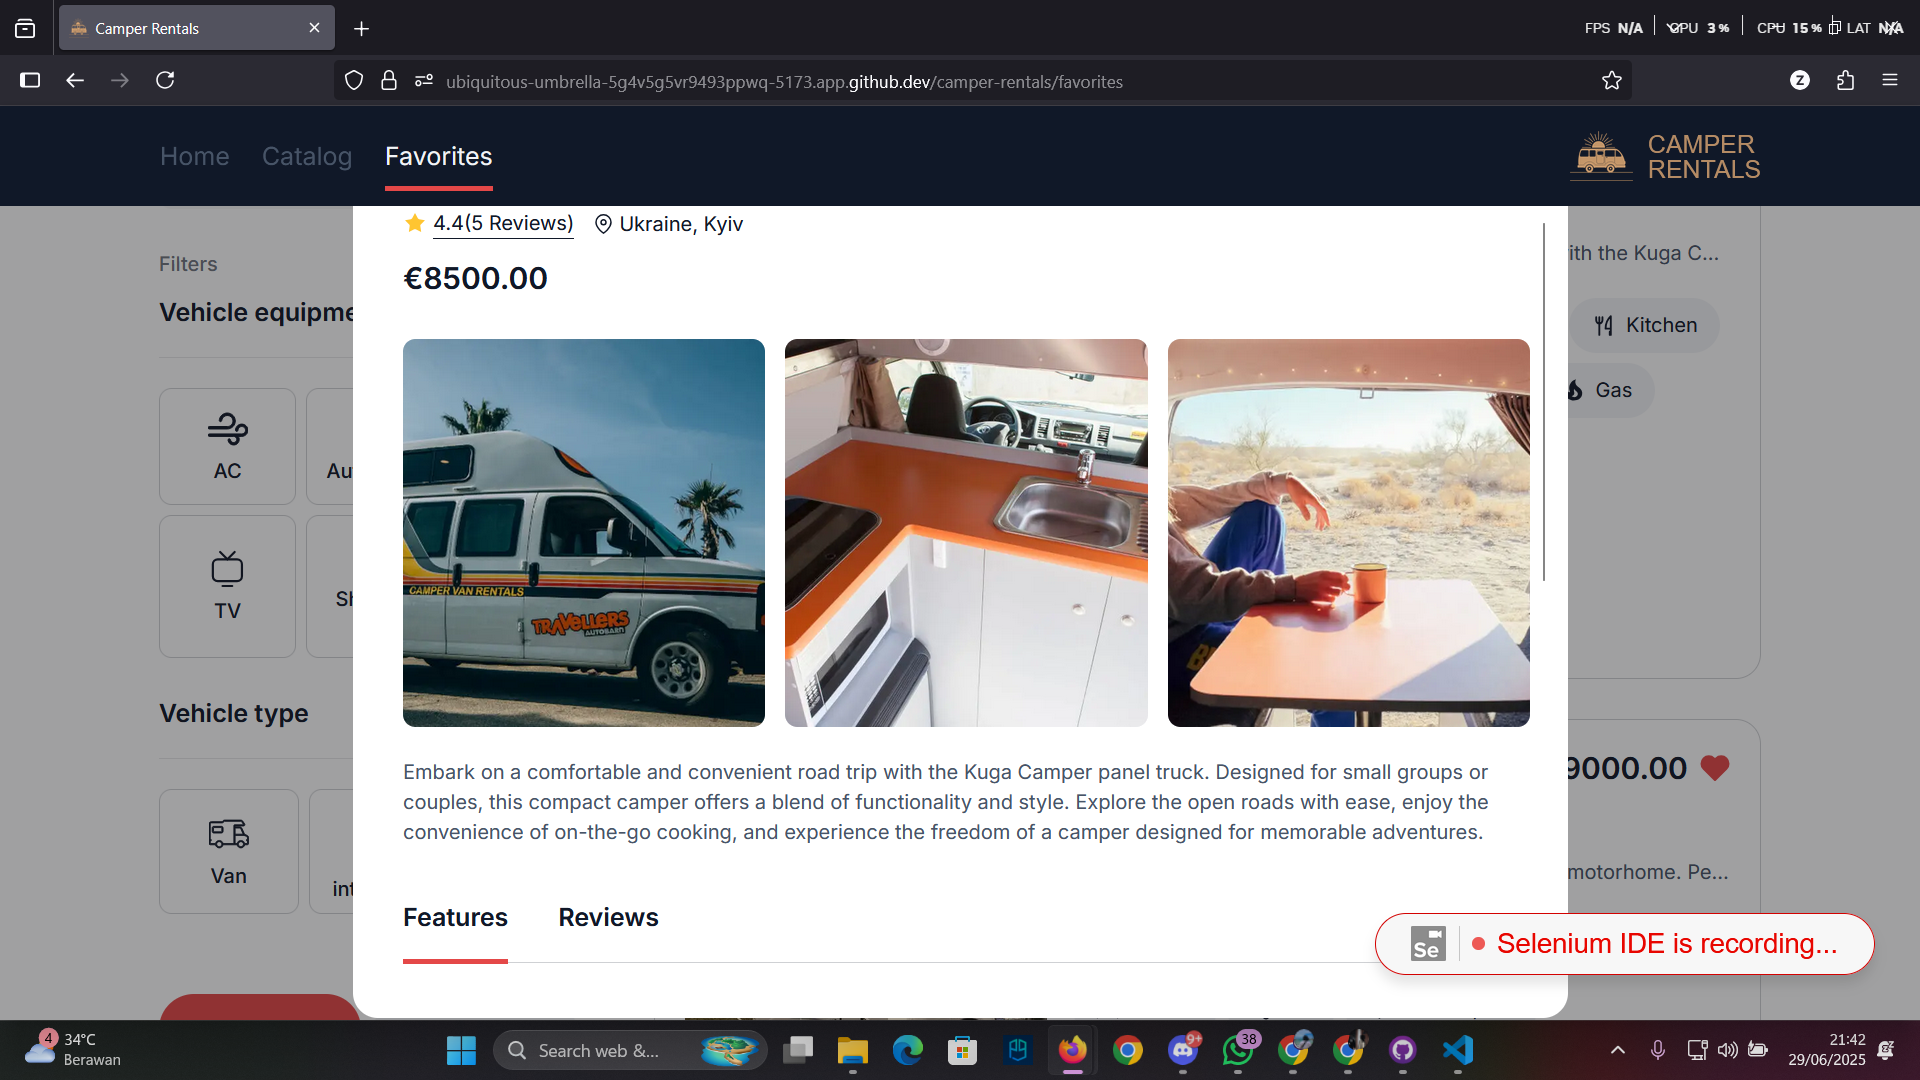 Camper Rentals
FPS N/A GPU 3 % CPU 15 % LAT N/A
ubiquitous-umbrella-5g4v5g5vr9493ppwq-5173.app.github.dev/camper-rentals/favorites
Z
Home Catalog Favorites
CAMPER
RENTALS
4.4(5 Reviews) Ukraine, Kyiv
€8500.00
Filters
Vehicle equipme
AC
Au
TV
Sh
Vehicle type
Van
int
ith the Kuga C...
Kitchen
Gas
CAMPER VAN RENTALS
TRAVELLERS
AUTOBARN
Embark on a comfortable and convenient road trip with the Kuga Camper panel truck. Designed for small groups or
couples, this compact camper offers a blend of functionality and style. Explore the open roads with ease, enjoy the
convenience of on-the-go cooking, and experience the freedom of a camper designed for memorable adventures.
9000.00
motorhome. Pe...
Features Reviews
Se Selenium IDE is recording...
4
34°C
Berawan
Search web &...
9+
38
21:42
29/06/2025